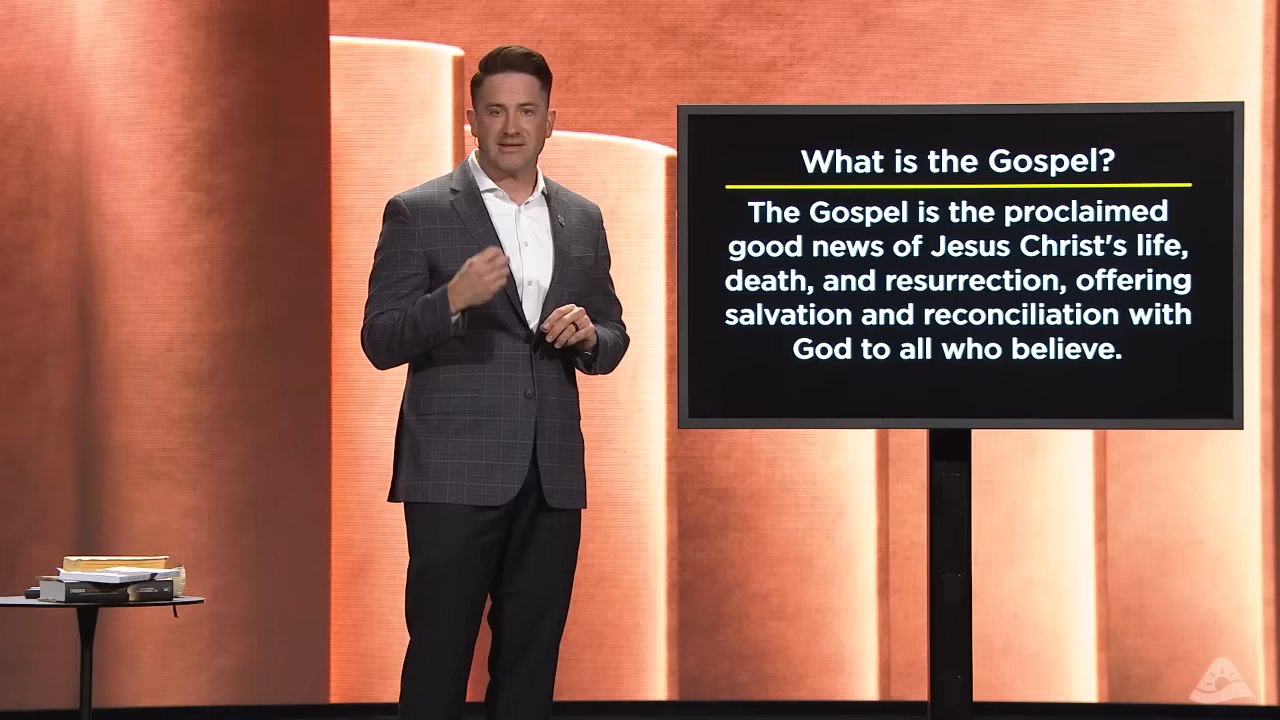 What is the Gospel?
The Gospel is the proclaimed
good news of Jesus Christ's life,
death, and resurrection, offering
salvation and reconciliation with
God to all who believe.